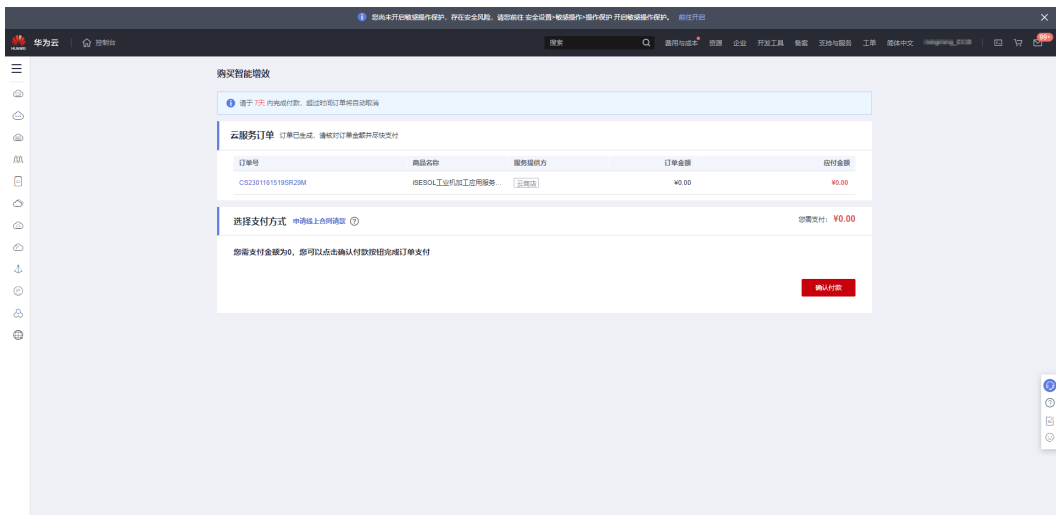 您尚未开启敏感操作保护，存在安全风险，请您前往 安全设置>敏感操作>操作保护 开启敏感操作保护。 前往开启
HUAWEI 华为云 控制台 搜索 费用与成本 资源 企业 开发工具 备案 支持与服务 工单 简体中文 99+
购买智能增效
请于 7天 内完成付款，超过时间订单将自动取消
云服务订单 订单已生成，请核对订单金额并尽快支付
订单号 商品名称 服务提供方 订单金额 应付金额
CS2301161519SR29M iSESOL工业机加工应用服务... 云商店 ¥0.00 ¥0.00
选择支付方式 申请线上合同请款 您需支付： ¥0.00
您需支付金额为0，您可以点击确认付款按钮完成订单支付
确认付款